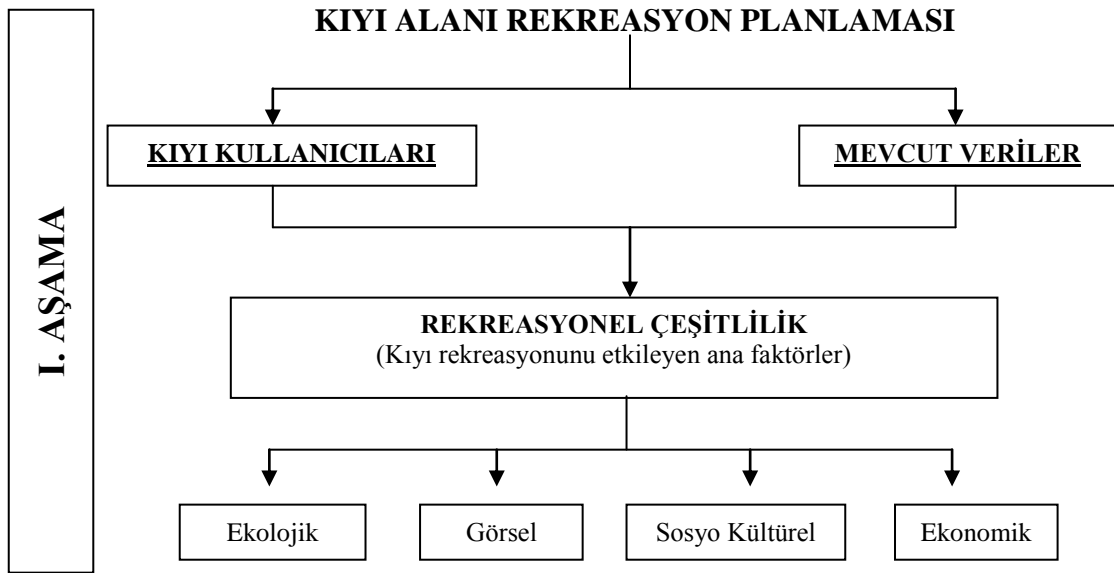 KIYI ALANI REKREASYON PLANLAMASI
I. AŞAMA
KIYI KULLANICILARI
MEVCUT VERİLER
REKREASYONEL ÇEŞİTLİLİK
(Kıyı rekreasyonunu etkileyen ana faktörler)
Ekolojik
Görsel
Sosyo Kültürel
Ekonomik